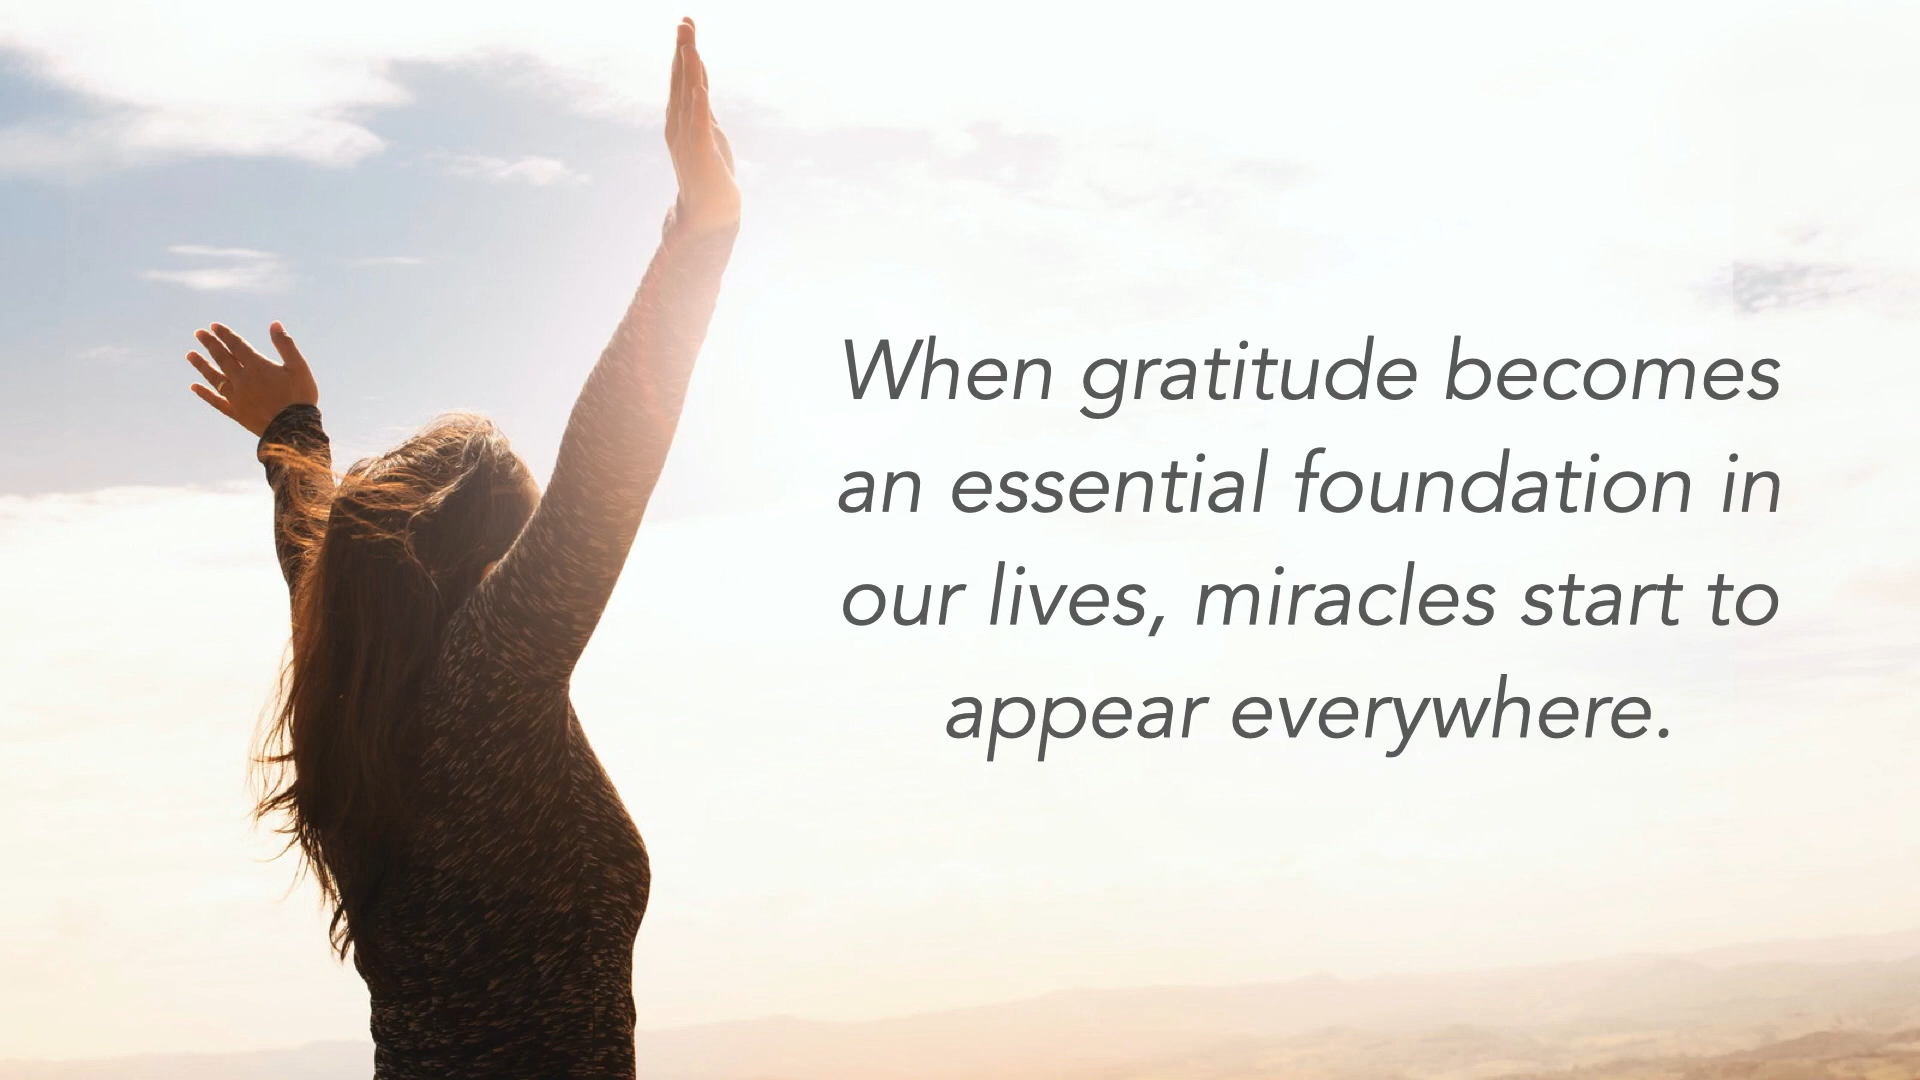 When gratitude becomes
an essential foundation in
our lives, miracles start to
appear everywhere.